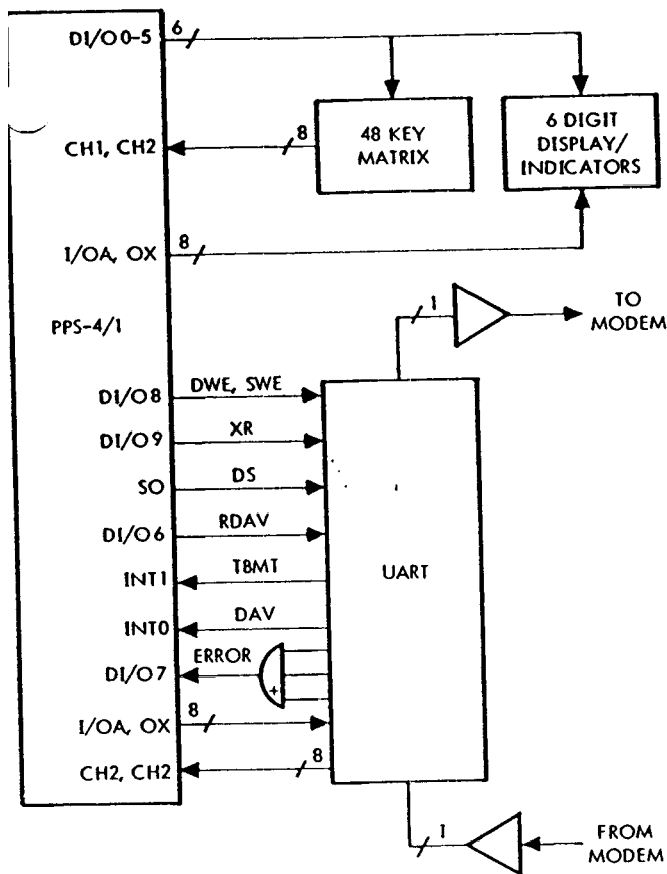 DI/O0-5
6
CH1, CH2
8
48 KEY
MATRIX
6 DIGIT
DISPLAY/
INDICATORS
I/OA, OX
8
PPS-4/1
1
TO
MODEM
DI/O8
DWE, SWE
DI/O9
XR
SO
DS
DI/O6
RDAV
UART
INT1
TBMT
INT0
DAV
DI/O7
ERROR
+
I/OA, OX
8
CH2, CH2
8
1
FROM
MODEM